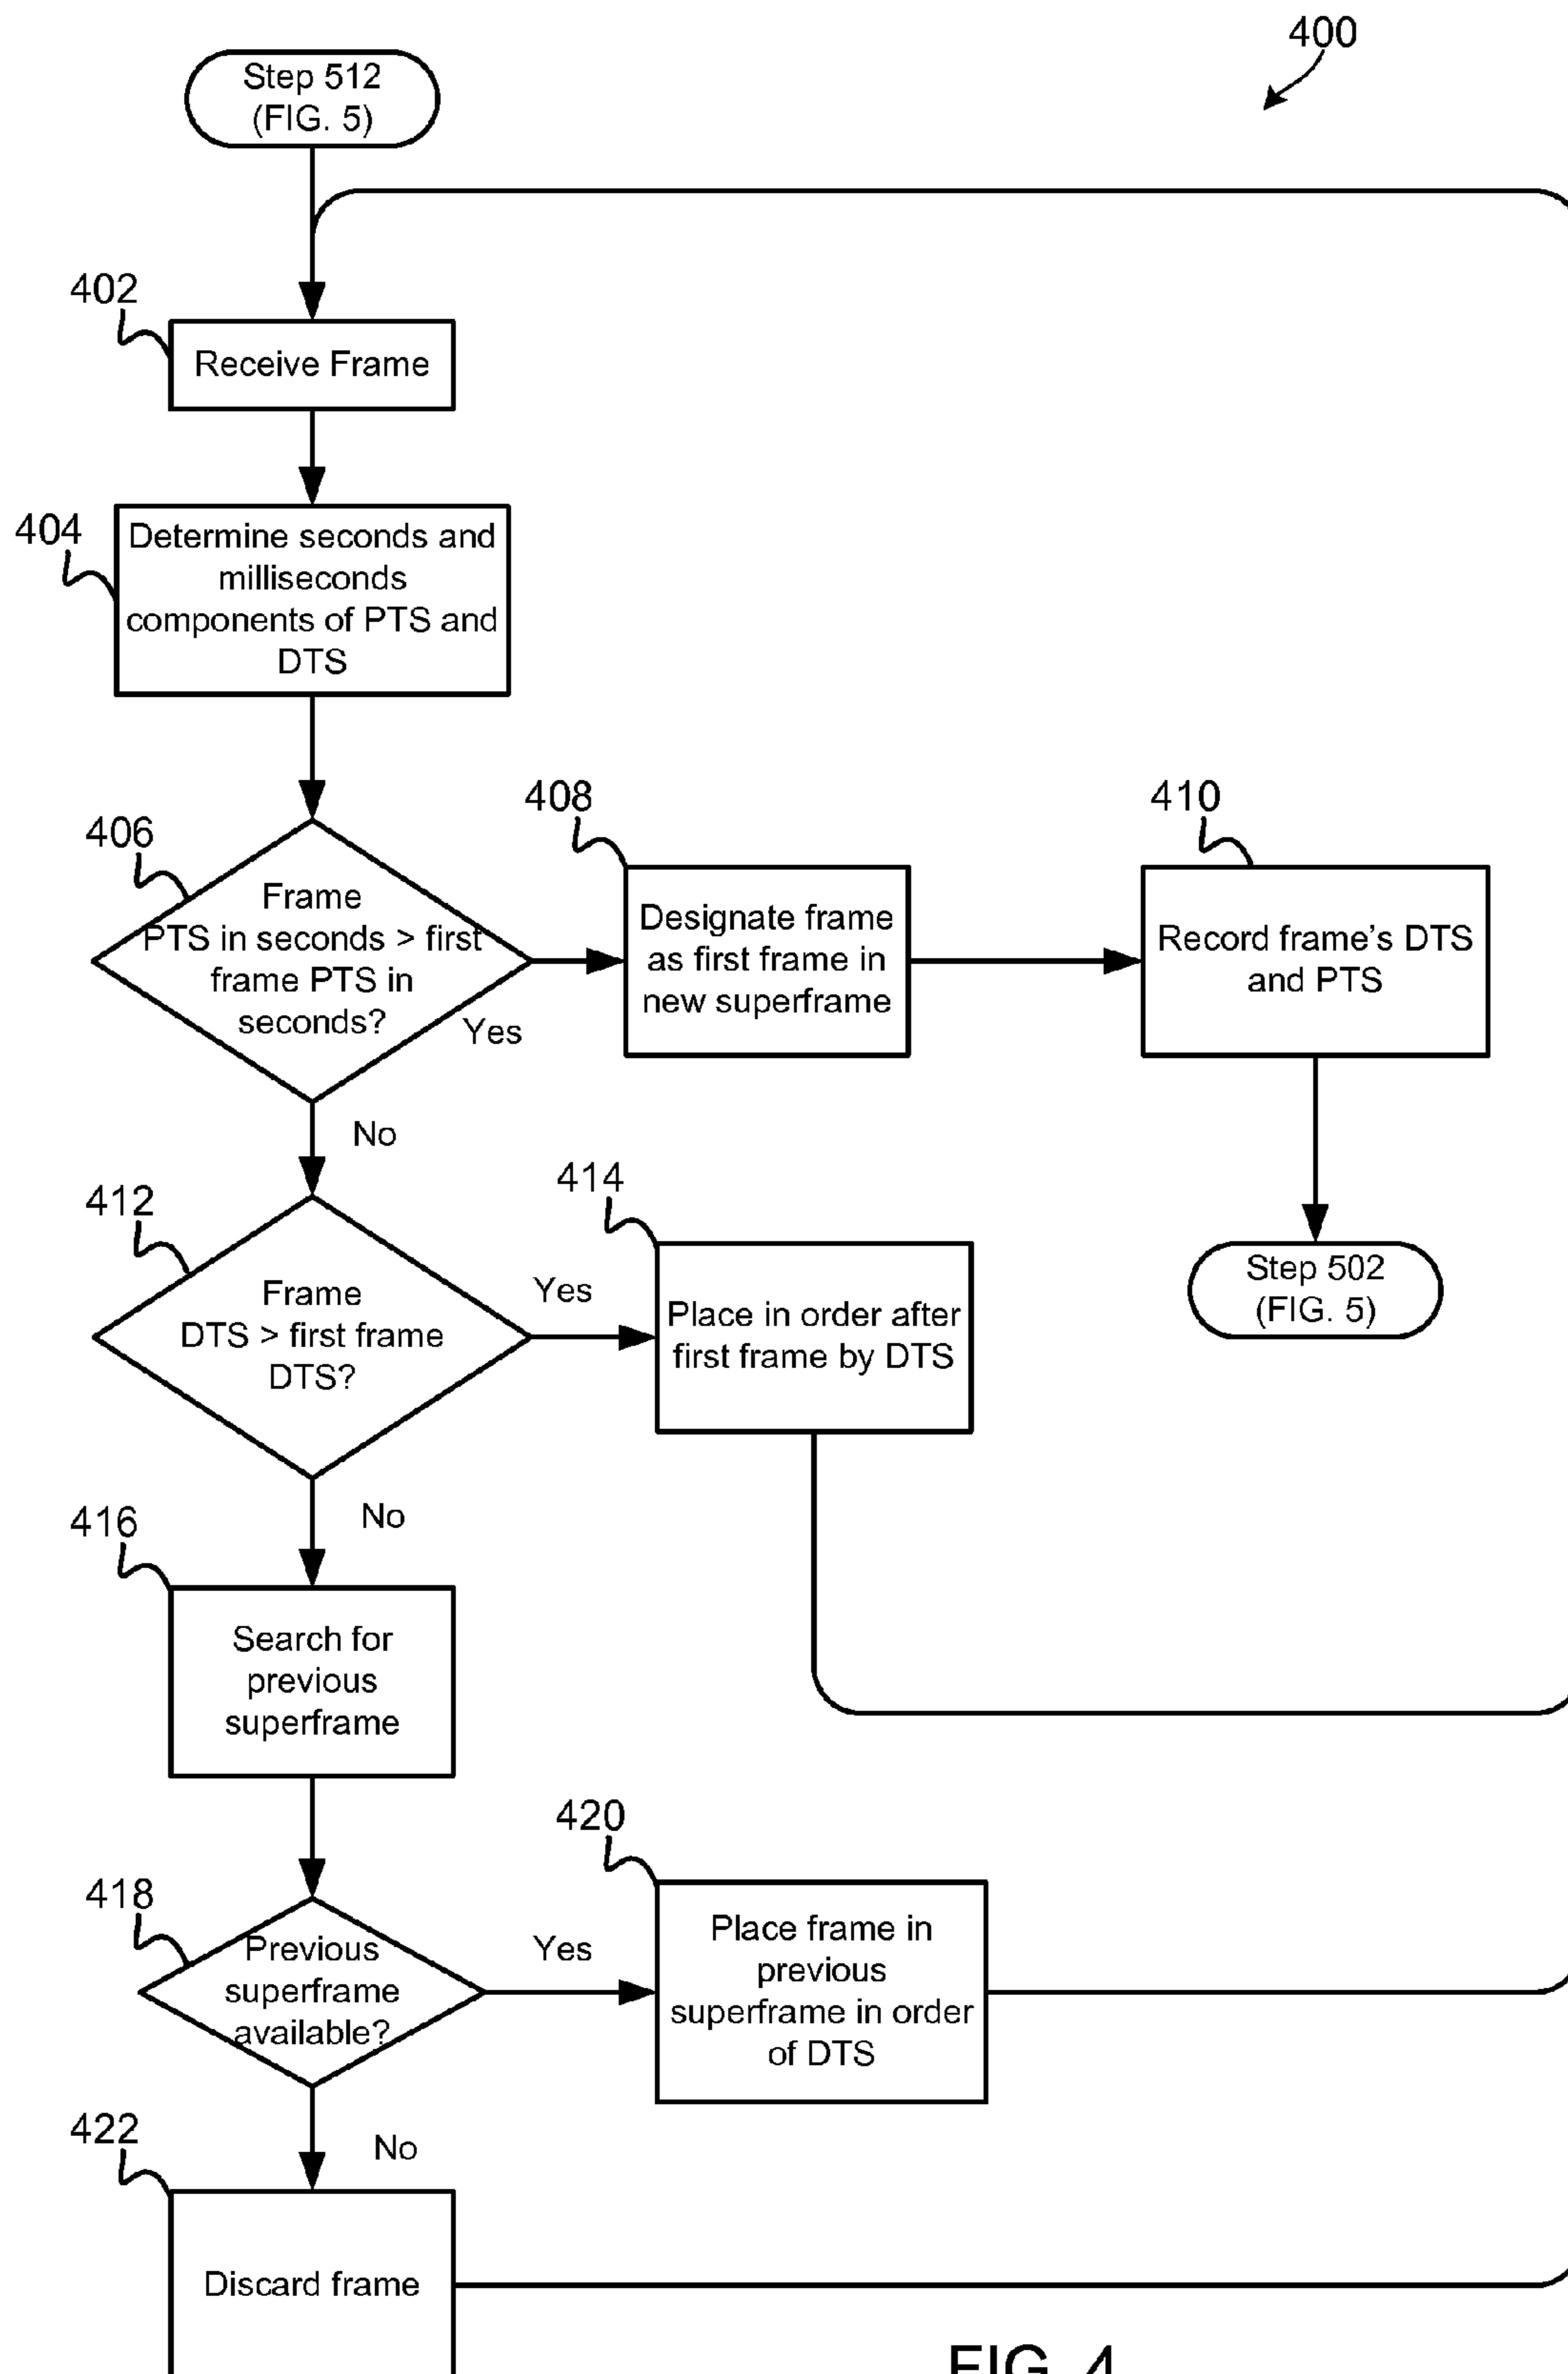 400
Step 512
(FIG. 5)
402
Receive Frame
404
Determine seconds and
milliseconds
components of PTS and
DTS
406
Frame
PTS in seconds > first
frame PTS in
seconds?
Yes
408
Designate frame
as first frame in
new superframe
410
Record frame's DTS
and PTS
No
Step 502
(FIG. 5)
412
Frame
DTS > first frame
DTS?
Yes
414
Place in order after
first frame by DTS
No
416
Search for
previous
superframe
418
Previous
superframe
available?
Yes
420
Place frame in
previous
superframe in order
of DTS
No
422
Discard frame
FIG. 4